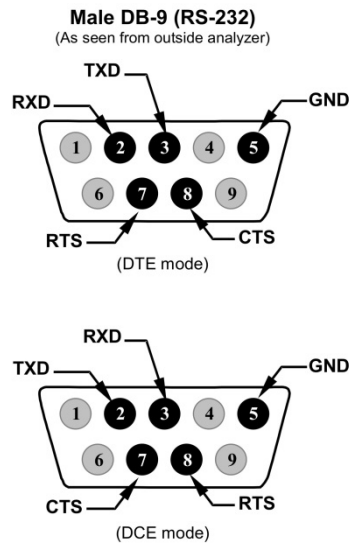 Male DB-9 (RS-232)
(As seen from outside analyzer)
TXD
RXD
GND
1 2 3 4 5
6 7 8 9
RTS
CTS
(DTE mode)
RXD
TXD
GND
1 2 3 4 5
6 7 8 9
CTS
RTS
(DCE mode)